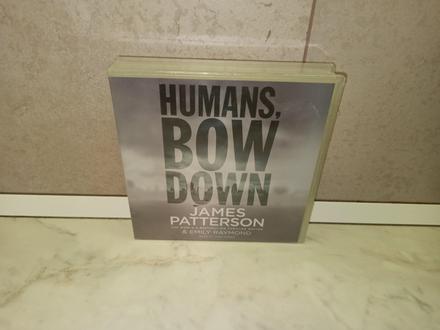 HUMANS,
BOW
DOWN
JAMES
PATTERSON
& EMILY RAYMOND